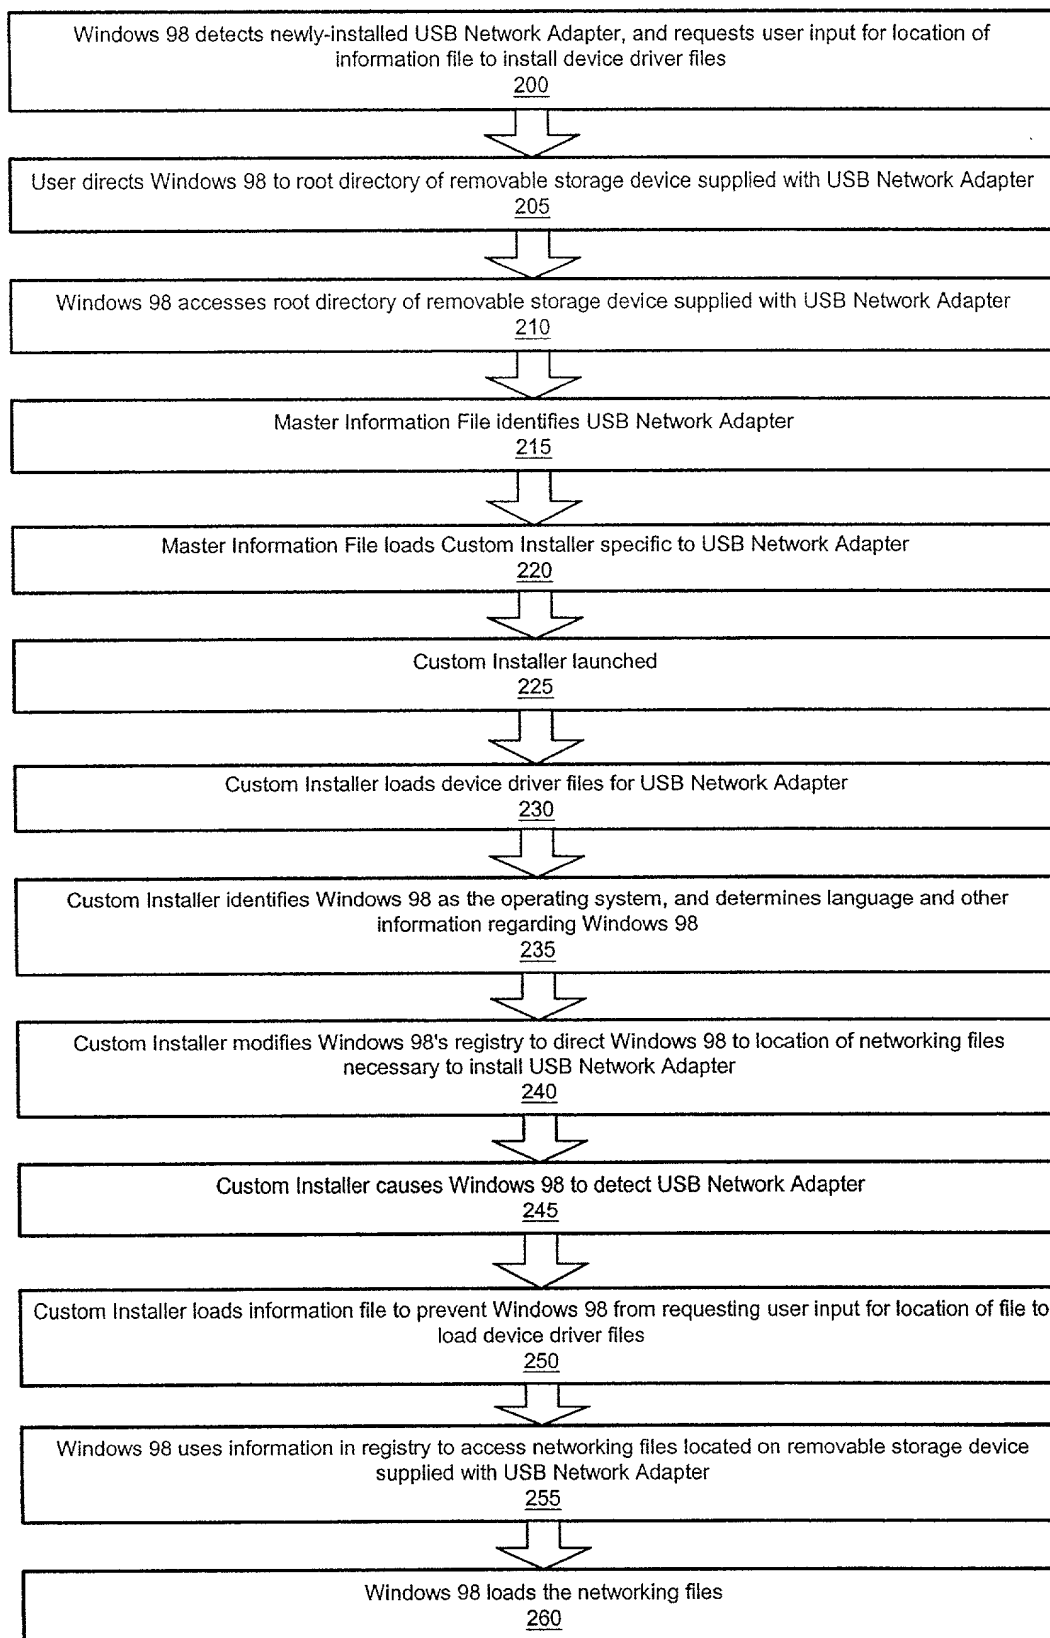 Windows 98 detects newly-installed USB Network Adapter, and requests user input for location of
information file to install device driver files
200
User directs Windows 98 to root directory of removable storage device supplied with USB Network Adapter
205
Windows 98 accesses root directory of removable storage device supplied with USB Network Adapter
210
Master Information File identifies USB Network Adapter
215
Master Information File loads Custom Installer specific to USB Network Adapter
220
Custom Installer launched
225
Custom Installer loads device driver files for USB Network Adapter
230
Custom Installer identifies Windows 98 as the operating system, and determines language and other
information regarding Windows 98
235
Custom Installer modifies Windows 98's registry to direct Windows 98 to location of networking files
necessary to install USB Network Adapter
240
Custom Installer causes Windows 98 to detect USB Network Adapter
245
Custom Installer loads information file to prevent Windows 98 from requesting user input for location of file to
load device driver files
250
Windows 98 uses information in registry to access networking files located on removable storage device
supplied with USB Network Adapter
255
Windows 98 loads the networking files
260